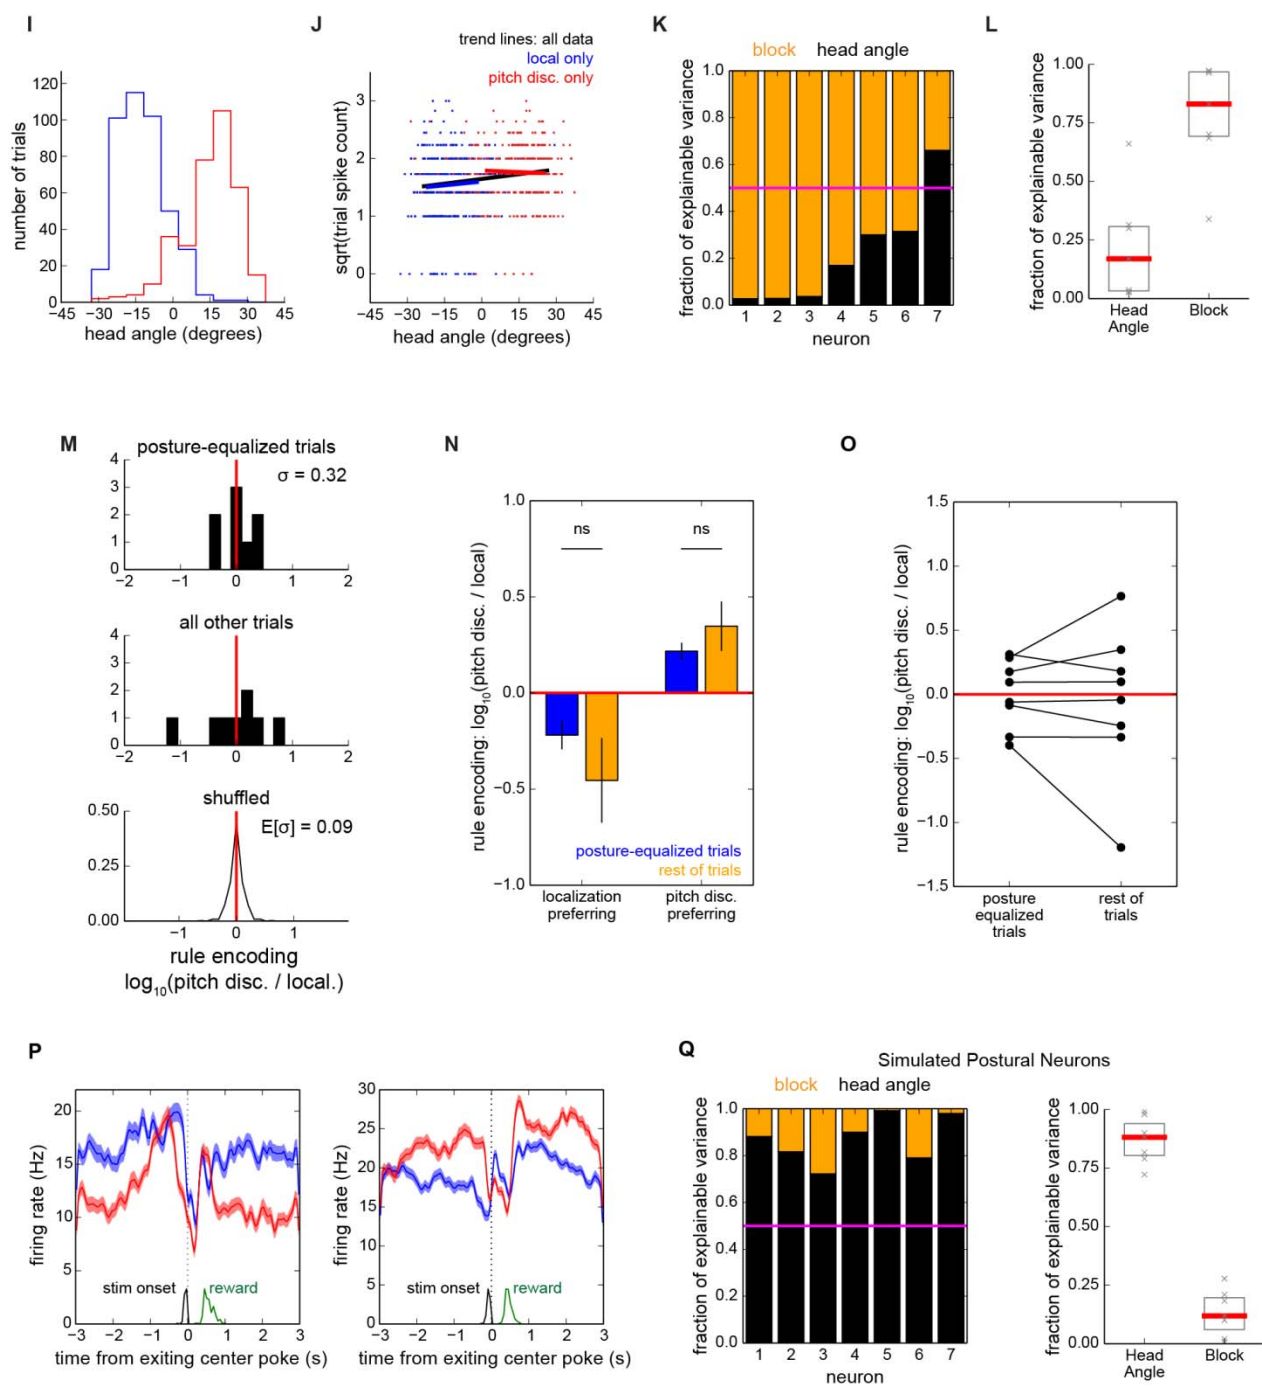 I
number of trials
120
100
80
60
40
20
0
−45 −30 −15 0 15 30 45
head angle (degrees)
J
trend lines: all data
local only
pitch disc. only
sqrt(trial spike count)
3
2
1
0
−45 −30 −15 0 15 30 45
head angle (degrees)
K
block head angle
fraction of explainable variance
1.0
0.8
0.6
0.4
0.2
0.0
1 2 3 4 5 6 7
neuron
L
fraction of explainable variance
1.00
0.75
0.50
0.25
0.00
Head Angle
Block
M
posture-equalized trials
σ = 0.32
4
3
2
1
0
−2 −1 0 1 2
all other trials
4
3
2
1
0
−2 −1 0 1 2
shuffled
E[σ] = 0.09
0.50
0.25
0.00
−1 0 1
rule encoding
log10(pitch disc. / local.)
N
rule encoding: log10(pitch disc. / local)
1.0
0.5
0.0
−0.5
−1.0
ns ns
posture-equalized trials
rest of trials
localization preferring
pitch disc. preferring
O
rule encoding: log10(pitch disc. / local)
1.5
1.0
0.5
0.0
−0.5
−1.0
−1.5
posture equalized trials
rest of trials
P
firing rate (Hz)
20
15
10
5
0
stim onset reward
−3 −2 −1 0 1 2 3
time from exiting center poke (s)
firing rate (Hz)
30
25
20
15
10
5
0
stim onset reward
−3 −2 −1 0 1 2 3
time from exiting center poke (s)
Q
Simulated Postural Neurons
block head angle
fraction of explainable variance
1.0
0.8
0.6
0.4
0.2
0.0
1 2 3 4 5 6 7
neuron
fraction of explainable variance
1.00
0.75
0.50
0.25
0.00
Head Angle
Block